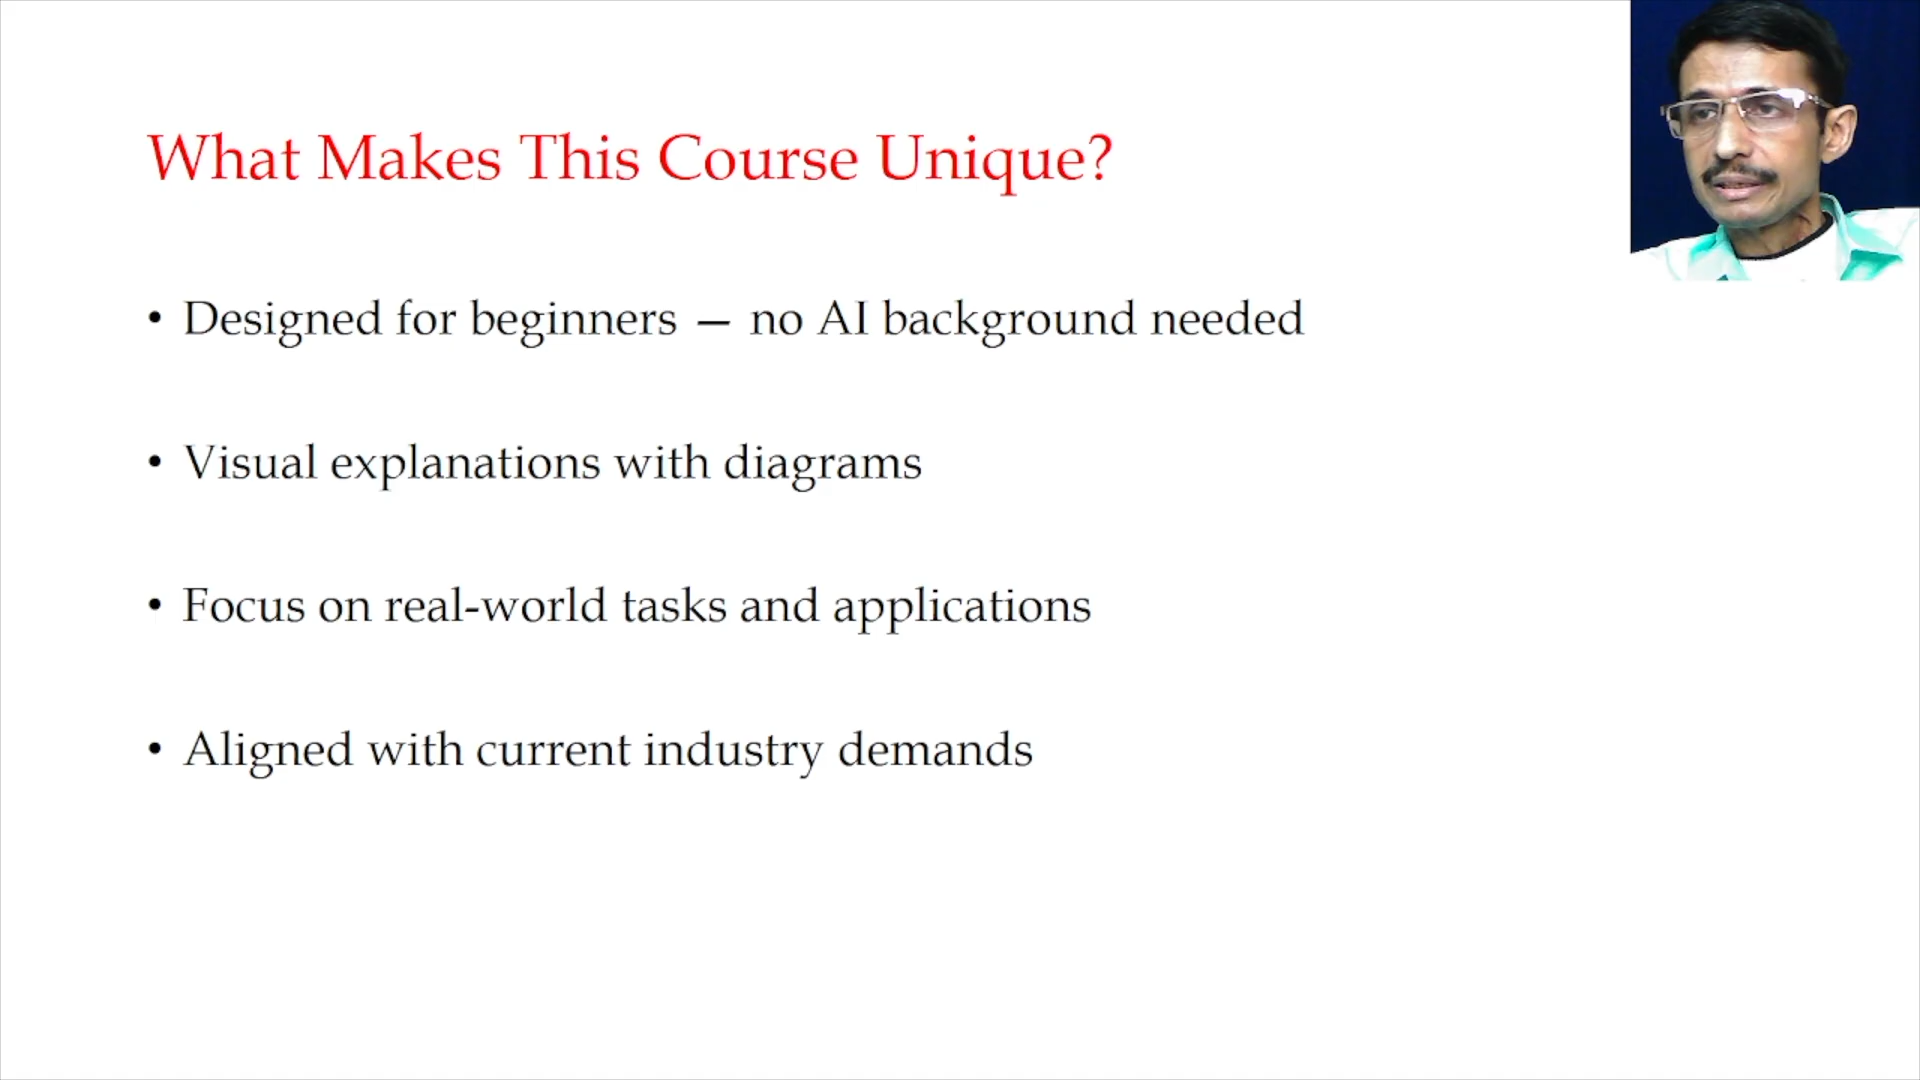 What Makes This Course Unique?
• Designed for beginners — no AI background needed
• Visual explanations with diagrams
• Focus on real-world tasks and applications
• Aligned with current industry demands